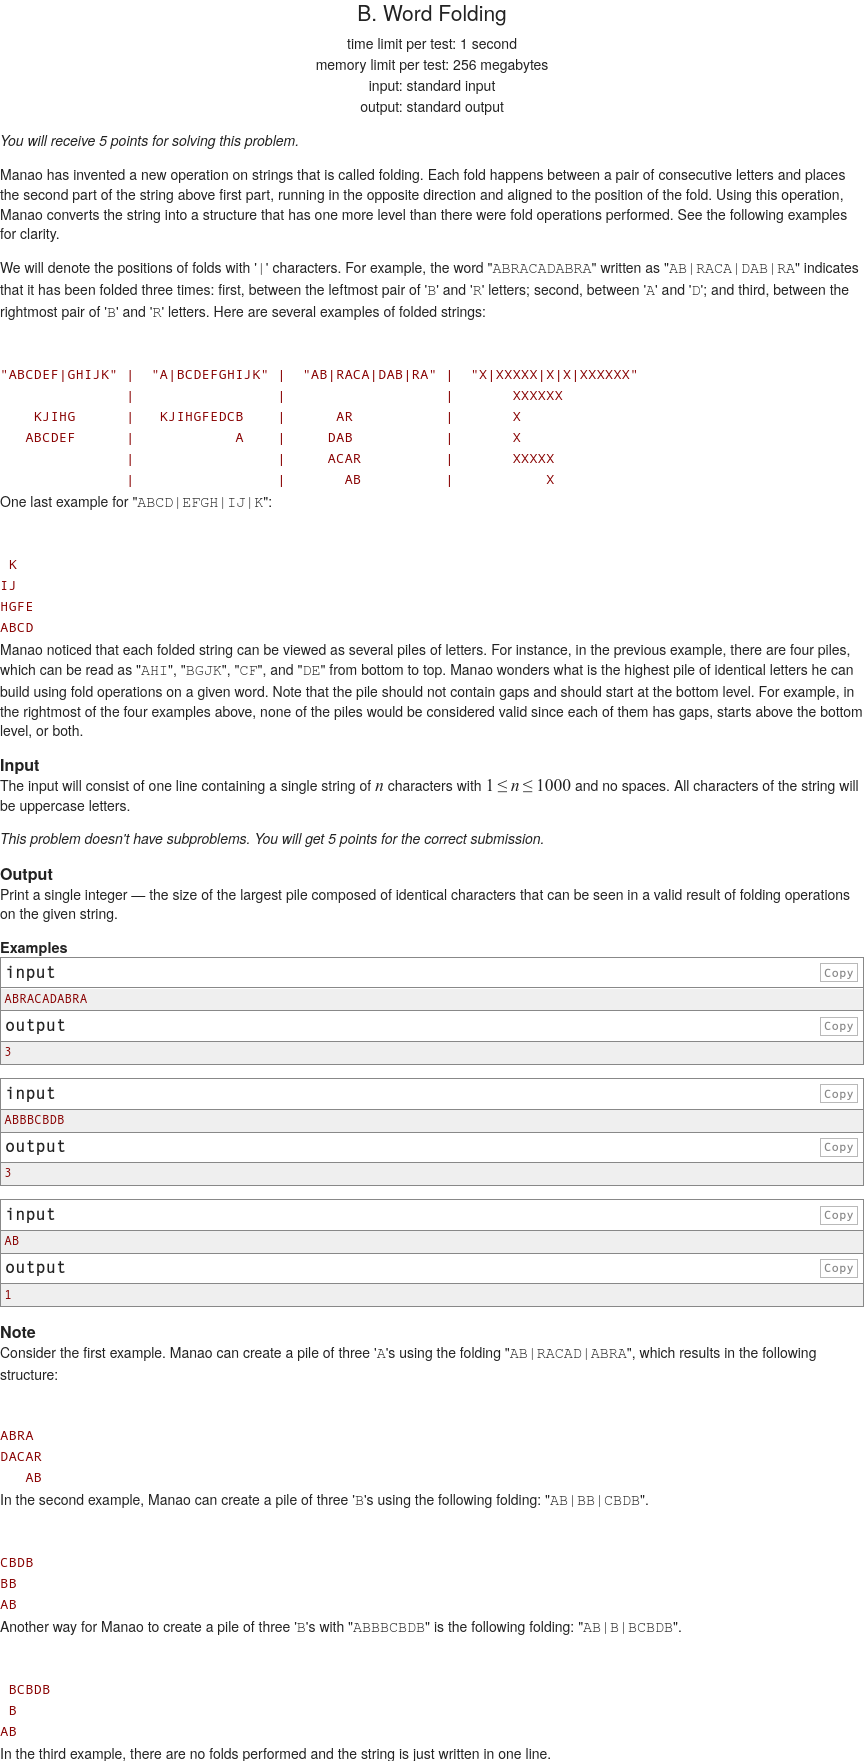 B. Word Folding
time limit per test: 1 second
memory limit per test: 256 megabytes
input: standard input
output: standard output
You will receive 5 points for solving this problem.
Manao has invented a new operation on strings that is called folding. Each fold happens between a pair of consecutive letters and places
the second part of the string above first part, running in the opposite direction and aligned to the position of the fold. Using this operation,
Manao converts the string into a structure that has one more level than there were fold operations performed. See the following examples
for clarity.
We will denote the positions of folds with '|' characters. For example, the word "ABRACADABRA" written as "AB|RACA|DAB|RA" indicates
that it has been folded three times: first, between the leftmost pair of 'B' and 'R' letters; second, between 'A' and 'D'; and third, between the
rightmost pair of 'B' and 'R' letters. Here are several examples of folded strings:
"ABCDEF|GHIJK" |  "A|BCDEFGHIJK" |  "AB|RACA|DAB|RA" |  "X|XXXXX|X|X|XXXXXX"
               |                 |                   |       XXXXXX
    KJIHG      |   KJIHGFEDCB    |      AR           |       X
   ABCDEF      |            A    |     DAB           |       X
               |                 |     ACAR          |       XXXXX
               |                 |       AB          |           X
One last example for "ABCD|EFGH|IJ|K":
 K
IJ
HGFE
ABCD
Manao noticed that each folded string can be viewed as several piles of letters. For instance, in the previous example, there are four piles,
which can be read as "AHI", "BGJK", "CF", and "DE" from bottom to top. Manao wonders what is the highest pile of identical letters he can
build using fold operations on a given word. Note that the pile should not contain gaps and should start at the bottom level. For example, in
the rightmost of the four examples above, none of the piles would be considered valid since each of them has gaps, starts above the bottom
level, or both.
Input
The input will consist of one line containing a single string of n characters with 1 ≤ n ≤ 1000 and no spaces. All characters of the string will
be uppercase letters.
This problem doesn't have subproblems. You will get 5 points for the correct submission.
Output
Print a single integer — the size of the largest pile composed of identical characters that can be seen in a valid result of folding operations
on the given string.
Examples
input Copy
ABRACADABRA
output Copy
3
input Copy
ABBBCBDB
output Copy
3
input Copy
AB
output Copy
1
Note
Consider the first example. Manao can create a pile of three 'A's using the folding "AB|RACAD|ABRA", which results in the following
structure:
ABRA
DACAR
   AB
In the second example, Manao can create a pile of three 'B's using the following folding: "AB|BB|CBDB".
CBDB
BB
AB
Another way for Manao to create a pile of three 'B's with "ABBBCBDB" is the following folding: "AB|B|BCBDB".
 BCBDB
 B
AB
In the third example, there are no folds performed and the string is just written in one line.